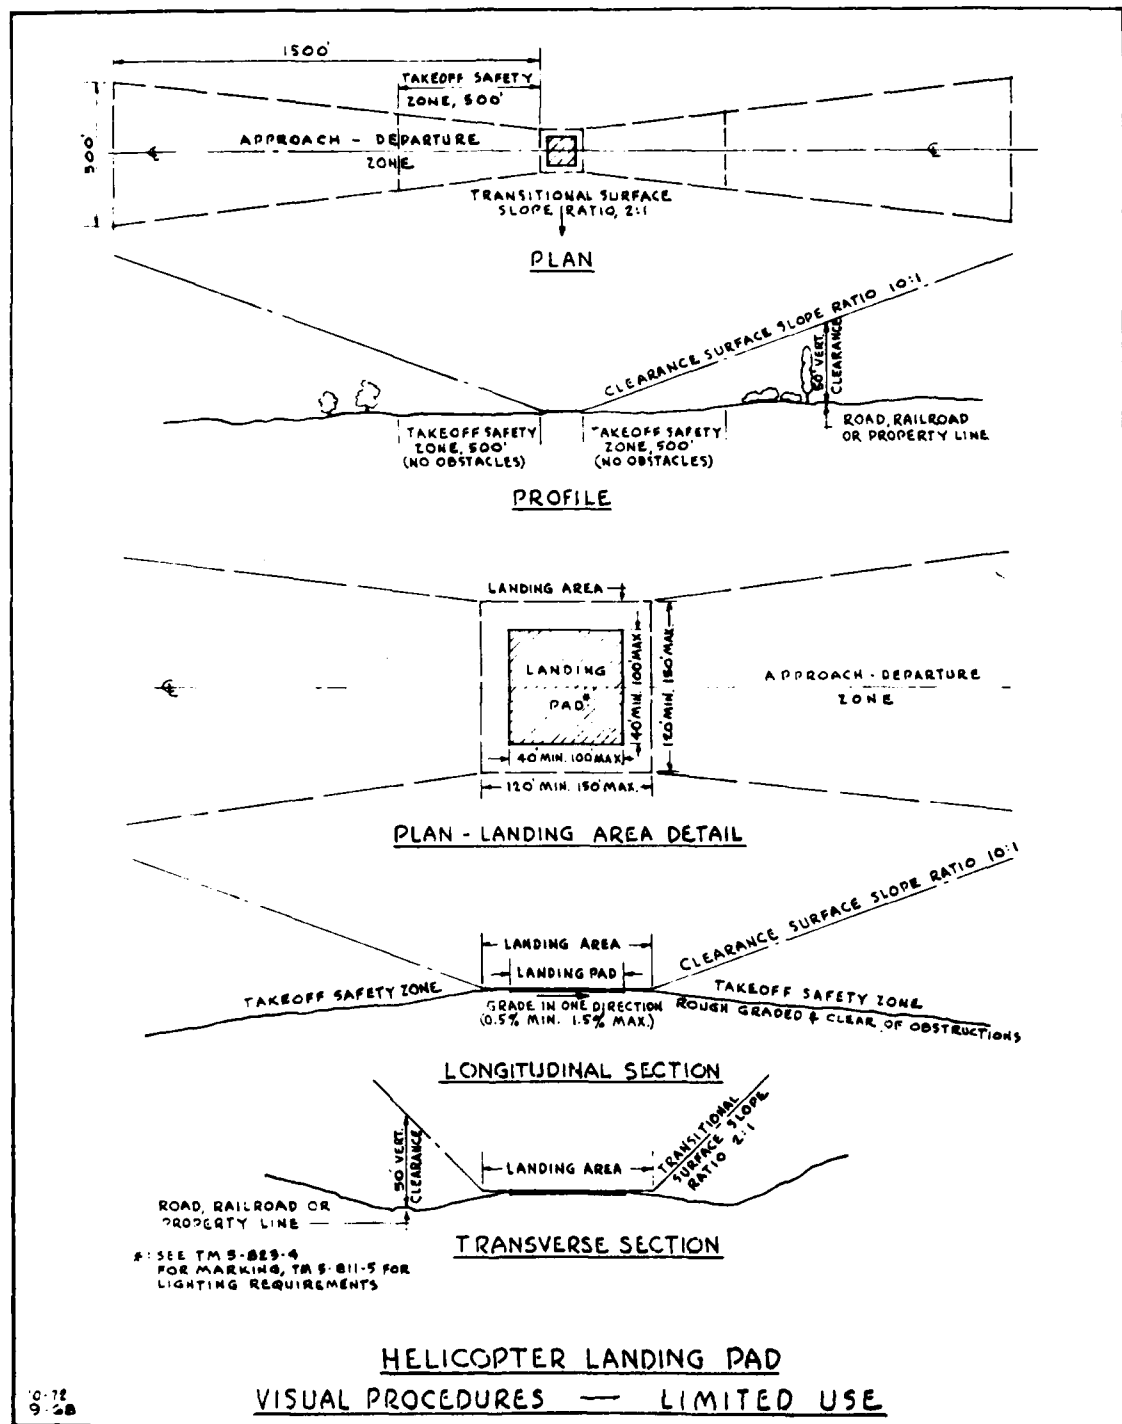 1500'
TAKEOFF SAFETY
ZONE, 500'
500'
APPROACH - DEPARTURE
ZONE
TRANSITIONAL SURFACE
SLOPE RATIO, 2:1
PLAN
CLEARANCE SURFACE SLOPE RATIO 10:1
50' VERT.
CLEARANCE
TAKEOFF SAFETY
ZONE, 500'
(NO OBSTACLES)
TAKEOFF SAFETY
ZONE, 500'
(NO OBSTACLES)
ROAD, RAILROAD
OR PROPERTY LINE
PROFILE
LANDING AREA
LANDING
PAD*
40' MIN. 100' MAX
120' MIN. 150' MAX.
APPROACH - DEPARTURE
ZONE
40' MIN. 100' MAX
120' MIN. 150' MAX.
PLAN - LANDING AREA DETAIL
CLEARANCE SURFACE SLOPE RATIO 10:1
LANDING AREA
LANDING PAD
TAKEOFF SAFETY ZONE
GRADE IN ONE DIRECTION
(0.5% MIN. 1.5% MAX.)
TAKEOFF SAFETY ZONE
ROUGH GRADED & CLEAR OF OBSTRUCTIONS
LONGITUDINAL SECTION
50' VERT.
CLEARANCE
LANDING AREA
TRANSITIONAL
SURFACE SLOPE
RATIO 2:1
ROAD, RAILROAD OR
PROPERTY LINE
TRANSVERSE SECTION
*: SEE TM 5-823-4
FOR MARKING, TM 5-811-5 FOR
LIGHTING REQUIREMENTS
HELICOPTER LANDING PAD
VISUAL PROCEDURES — LIMITED USE